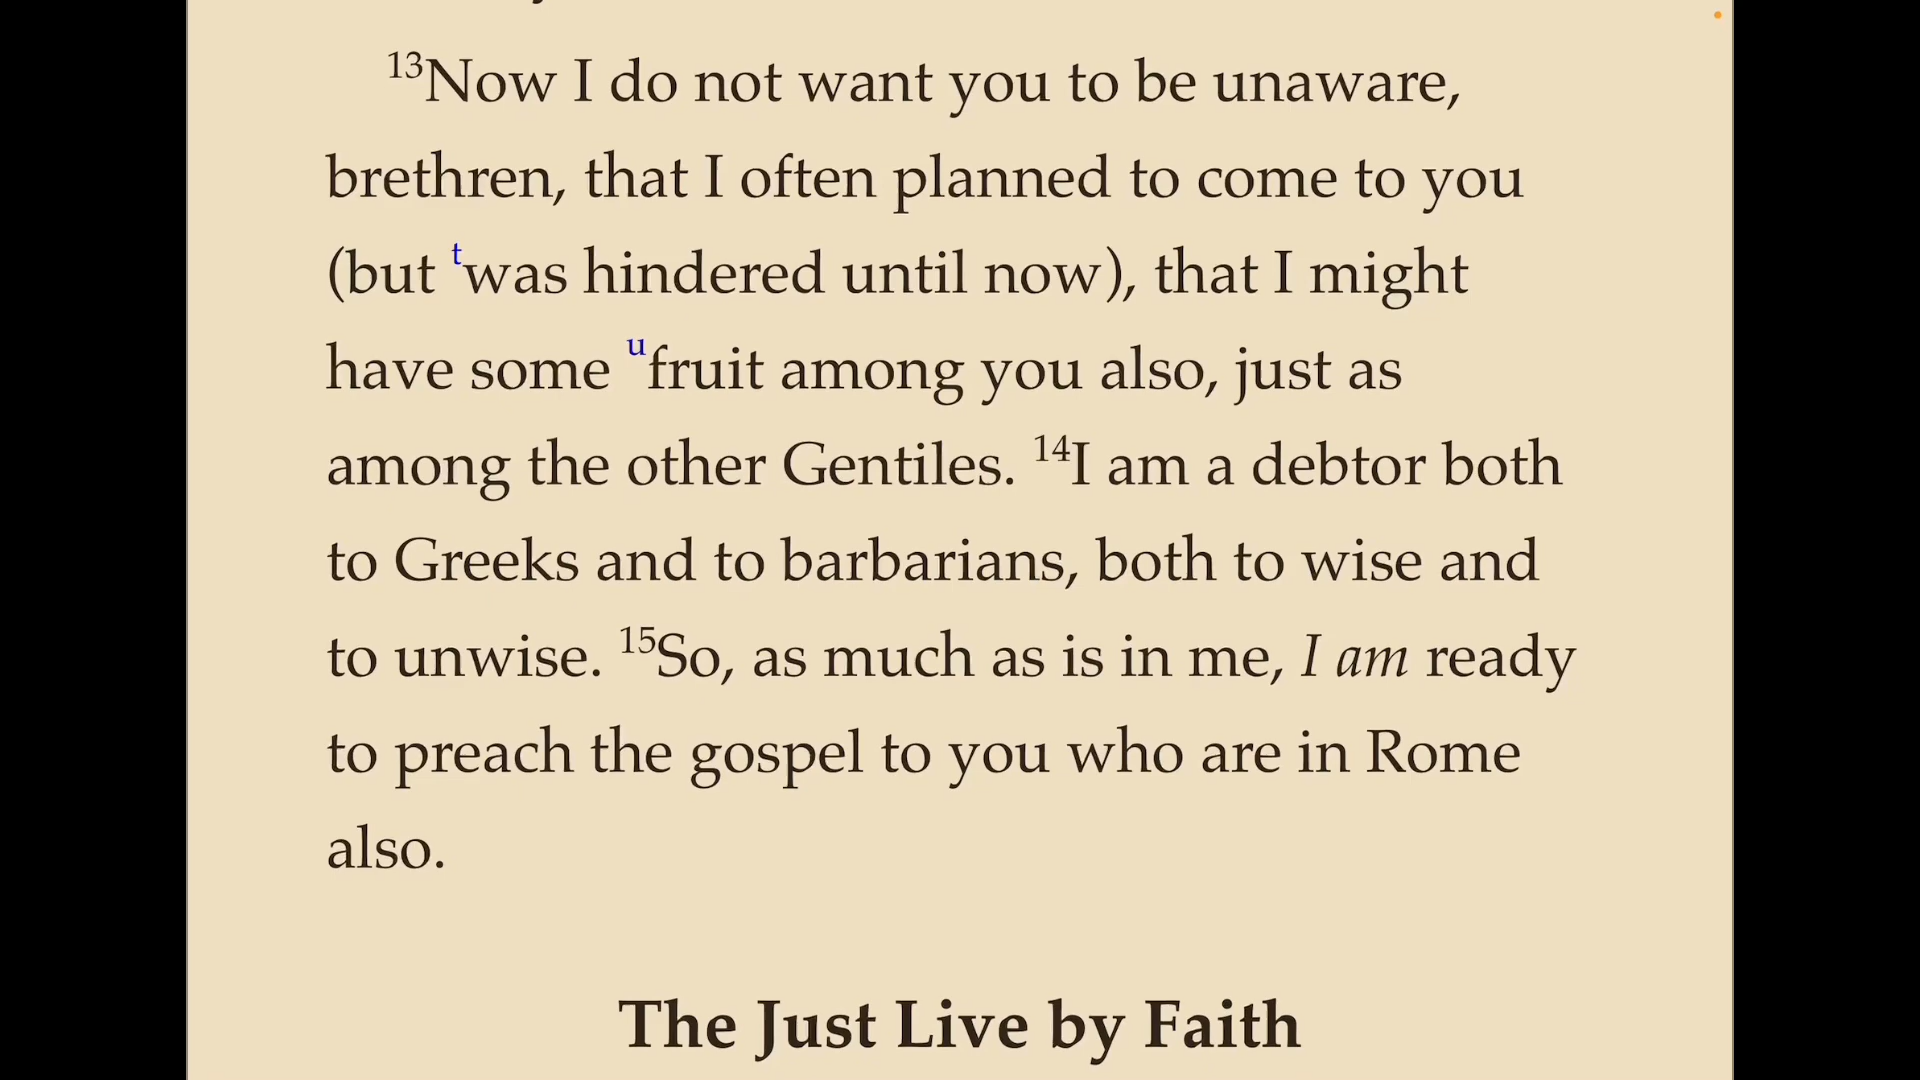 13Now I do not want you to be unaware,
brethren, that I often planned to come to you
(but twas hindered until now), that I might
have some ufruit among you also, just as
among the other Gentiles. 14I am a debtor both
to Greeks and to barbarians, both to wise and
to unwise. 15So, as much as is in me, I am ready
to preach the gospel to you who are in Rome
also.
The Just Live by Faith